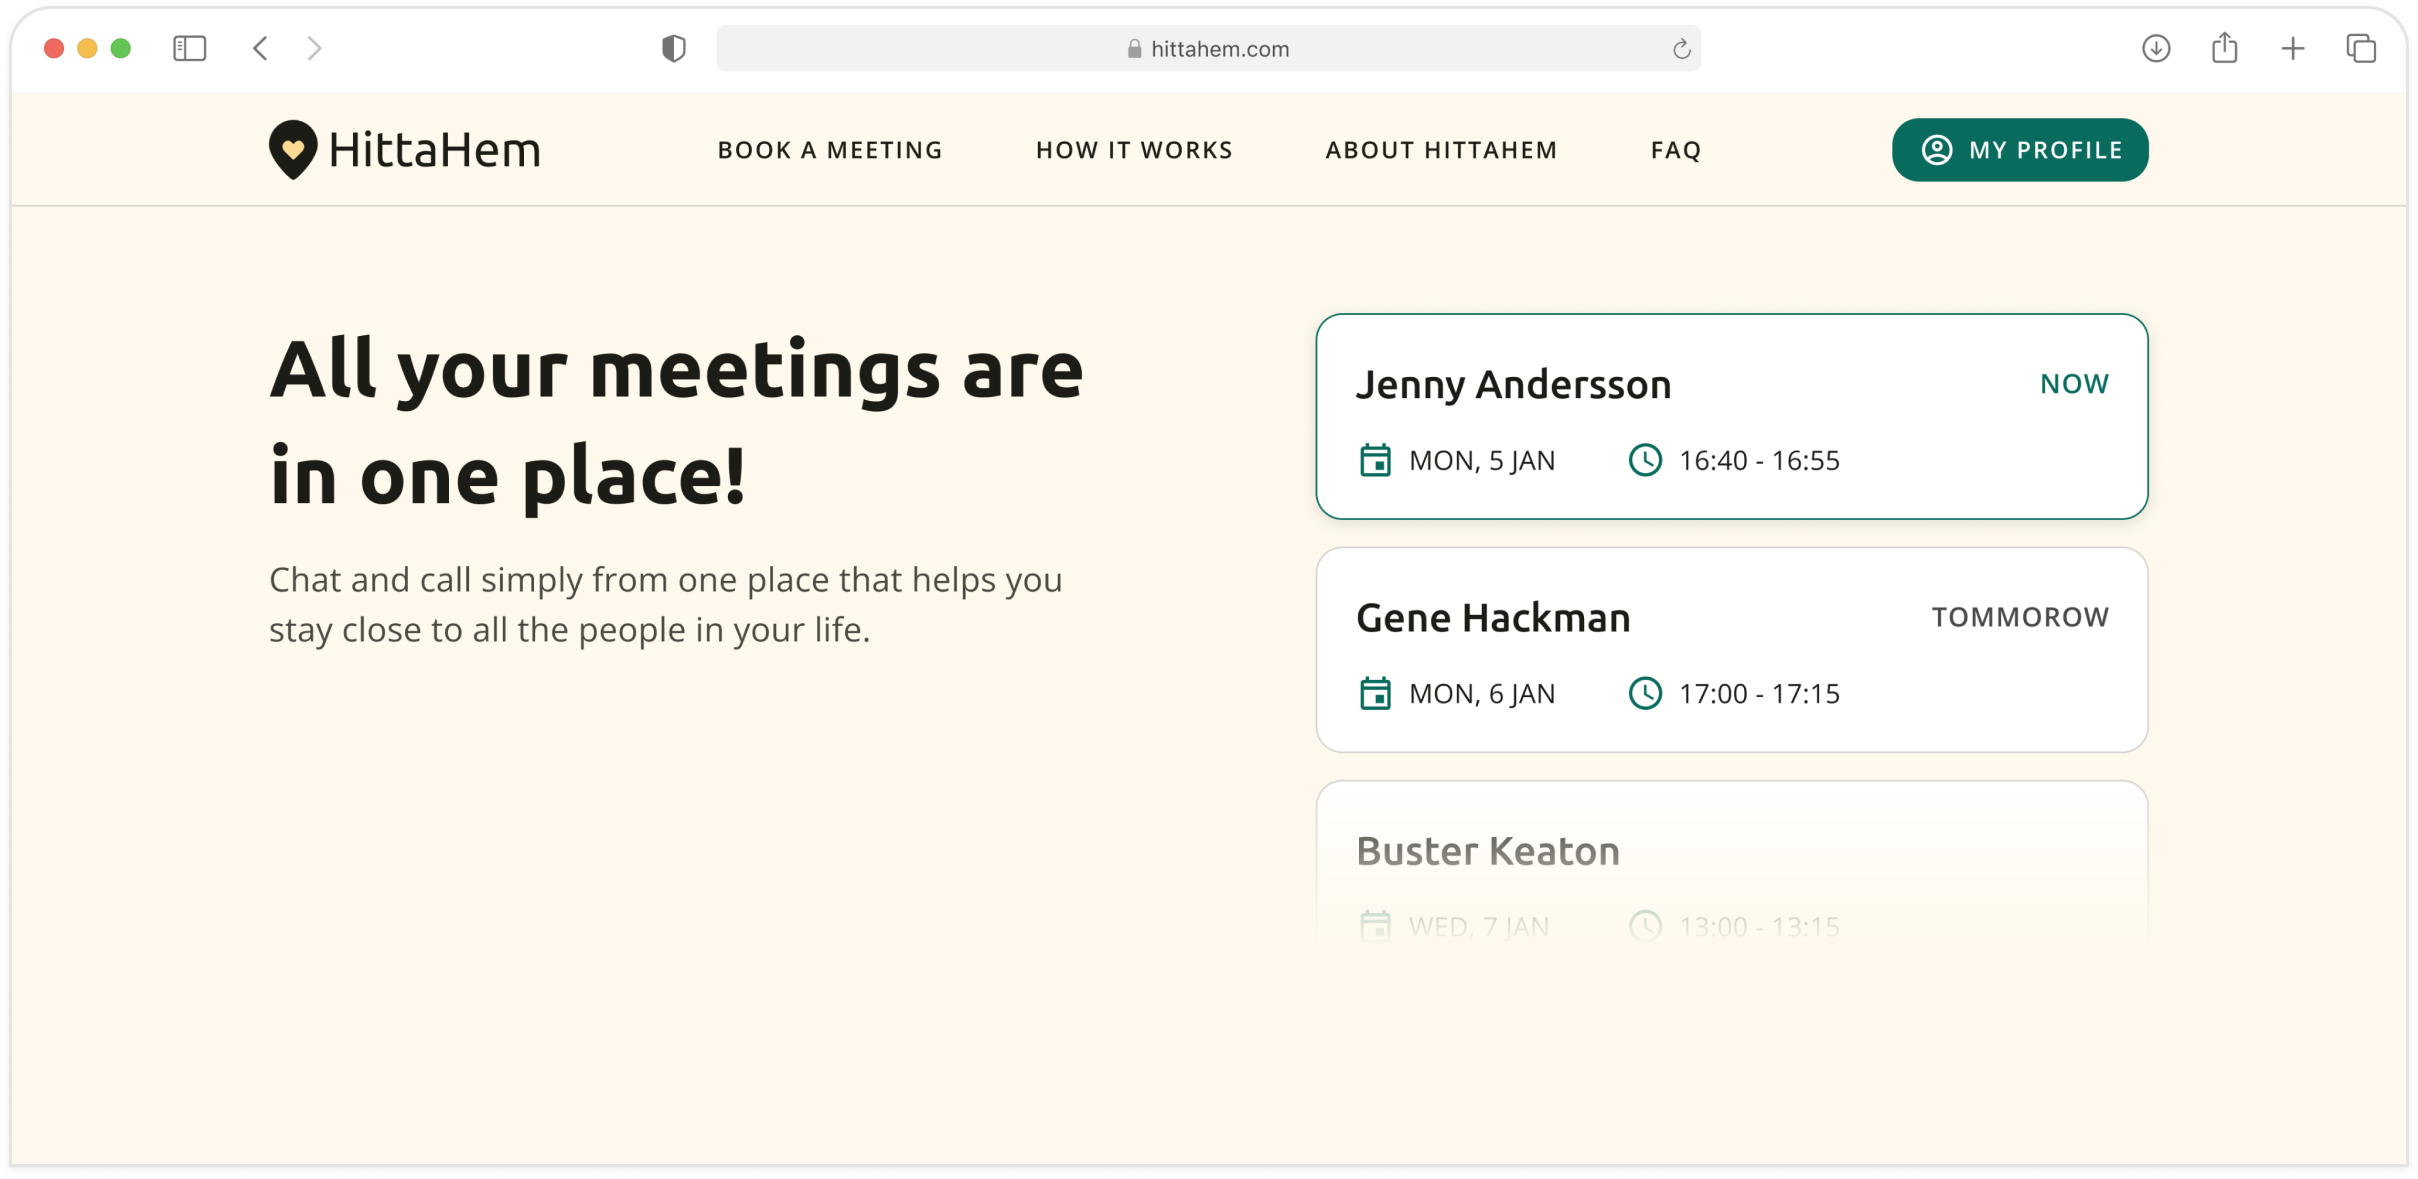 hittahem.com
HittaHem
BOOK A MEETING
HOW IT WORKS
ABOUT HITTAHEM
FAQ
MY PROFILE
All your meetings are
in one place!
Chat and call simply from one place that helps you
stay close to all the people in your life.
Jenny Andersson
NOW
MON, 5 JAN
16:40 - 16:55
Gene Hackman
TOMMOROW
MON, 6 JAN
17:00 - 17:15
Buster Keaton
WED, 7 JAN
13:00 - 13:15